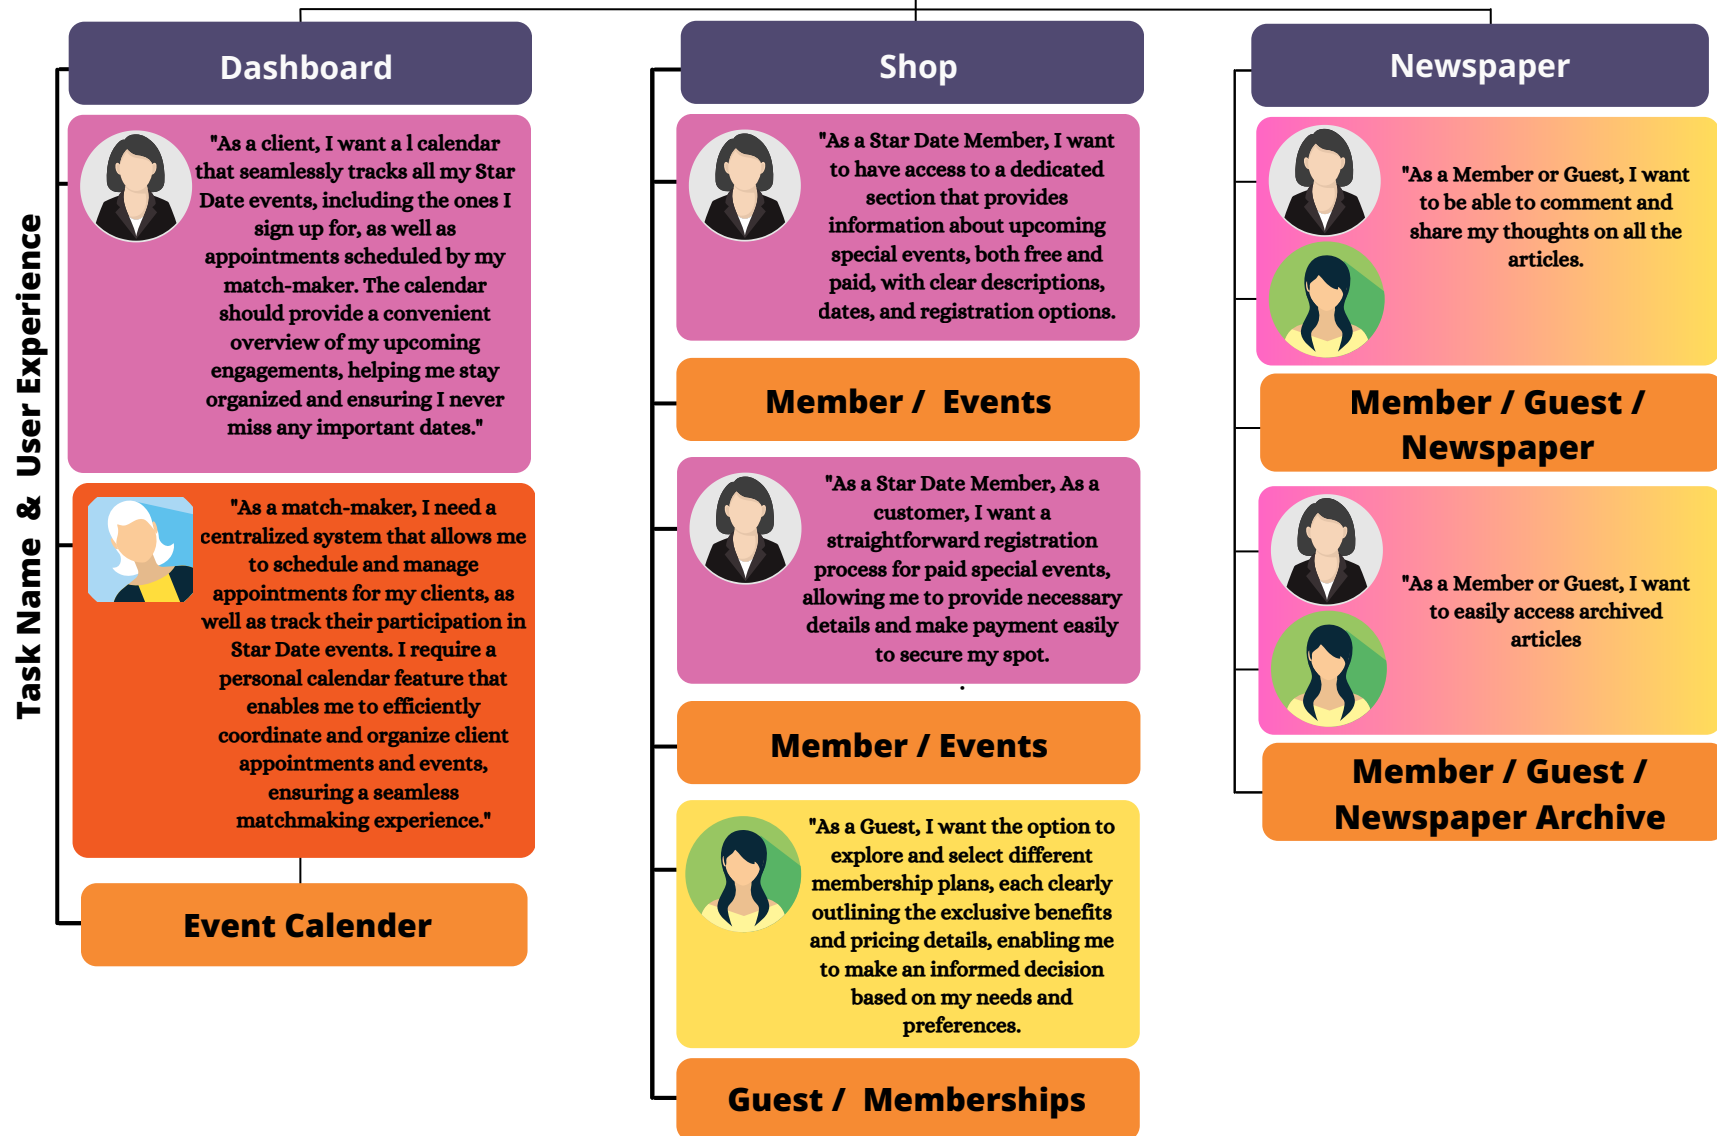 Task Name & User Experience
Dashboard
"As a client, I want a l calendar
that seamlessly tracks all my Star
Date events, including the ones I
sign up for, as well as
appointments scheduled by my
match-maker. The calendar
should provide a convenient
overview of my upcoming
engagements, helping me stay
organized and ensuring I never
miss any important dates."
"As a match-maker, I need a
centralized system that allows me
to schedule and manage
appointments for my clients, as
well as track their participation in
Star Date events. I require a
personal calendar feature that
enables me to efficiently
coordinate and organize client
appointments and events,
ensuring a seamless
matchmaking experience."
Event Calender
Shop
"As a Star Date Member, I want
to have access to a dedicated
section that provides
information about upcoming
special events, both free and
paid, with clear descriptions,
dates, and registration options.
Member / Events
"As a Star Date Member, As a
customer, I want a
straightforward registration
process for paid special events,
allowing me to provide necessary
details and make payment easily
to secure my spot.
.
Member / Events
"As a Guest, I want the option to
explore and select different
membership plans, each clearly
outlining the exclusive benefits
and pricing details, enabling me
to make an informed decision
based on my needs and
preferences.
Guest / Memberships
Newspaper
"As a Member or Guest, I want
to be able to comment and
share my thoughts on all the
articles.
Member / Guest /
Newspaper
"As a Member or Guest, I want
to easily access archived
articles
Member / Guest /
Newspaper Archive